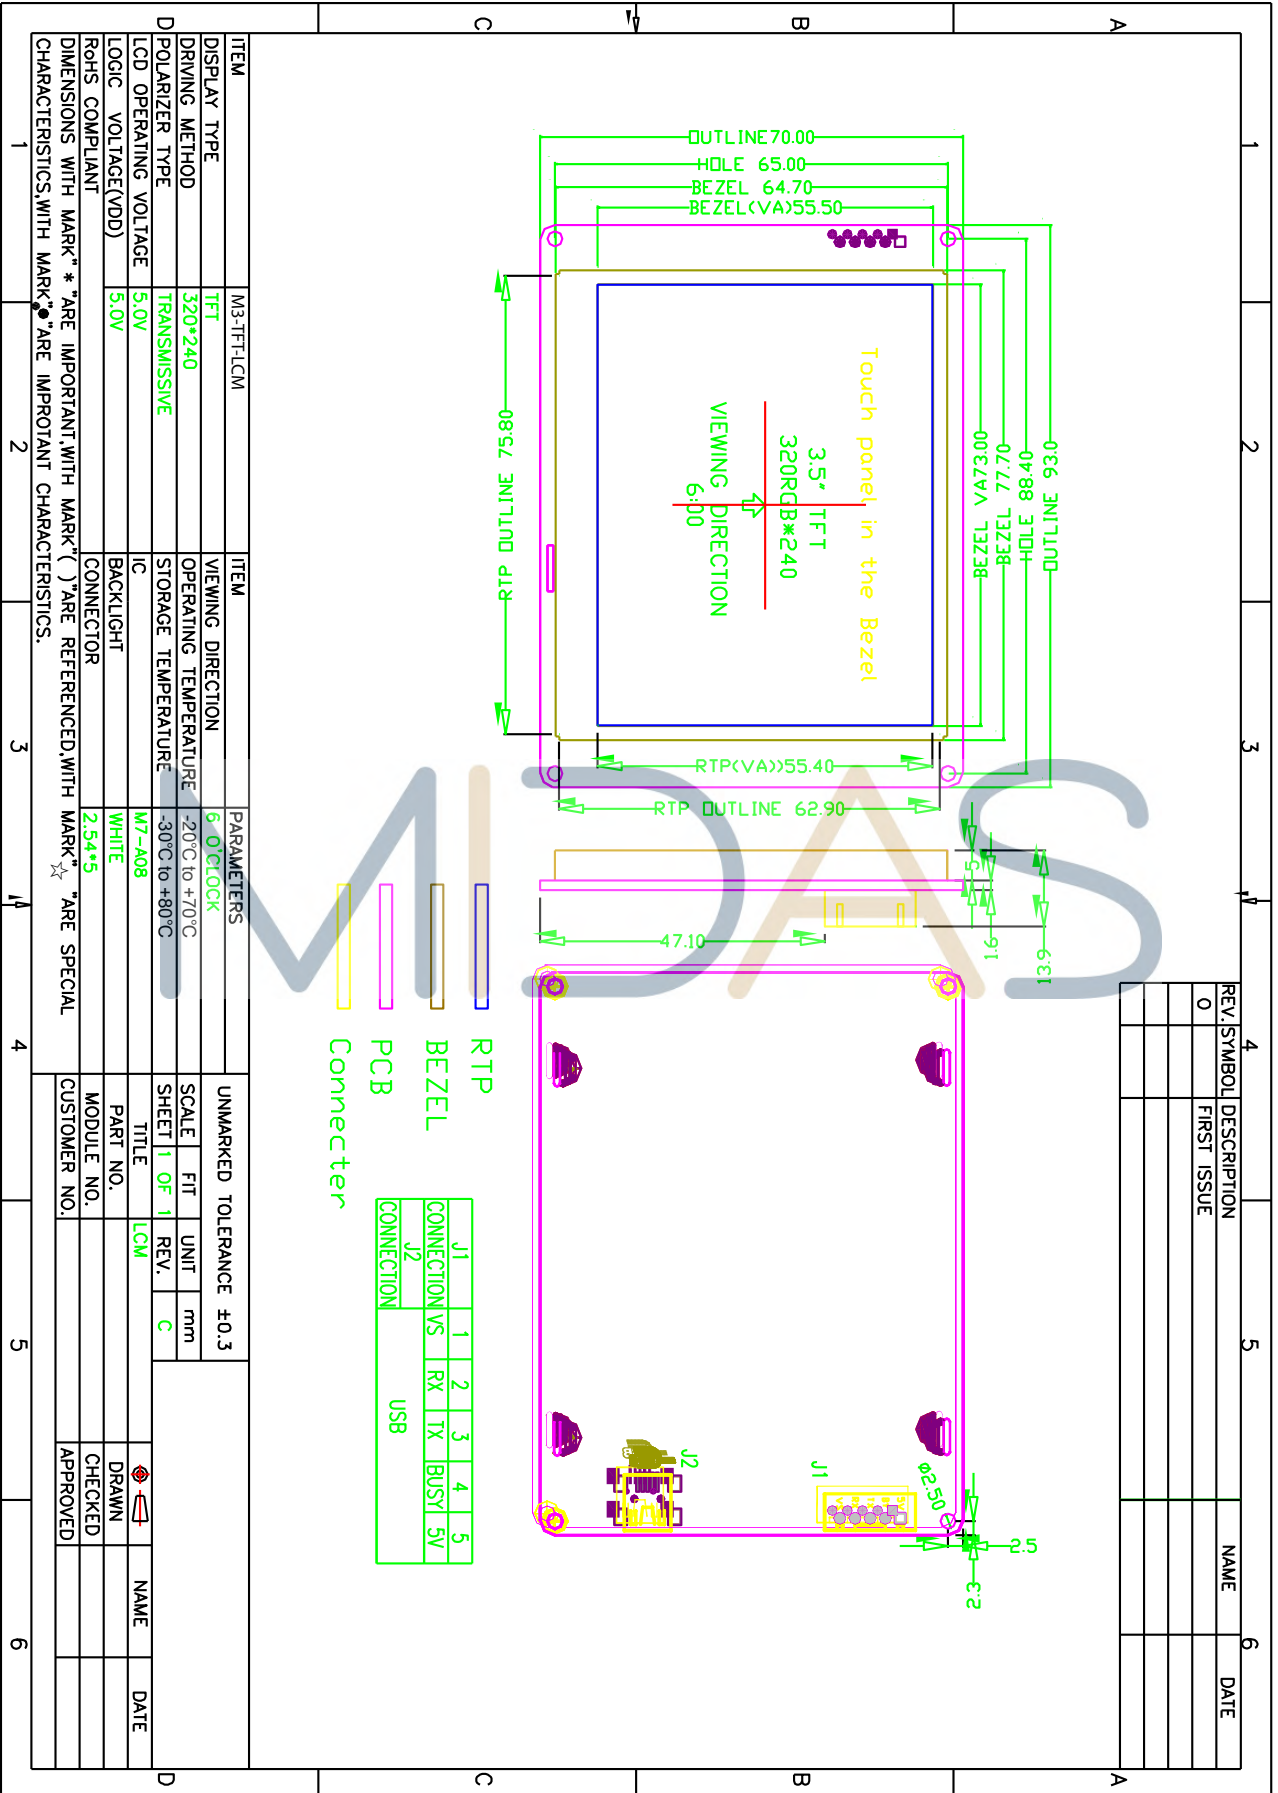 REV.	SYMBOL	DESCRIPTION	NAME	DATE
0	FIRST ISSUE
OUTLINE 93.0
HOLE 88.40
BEZEL 77.70
BEZEL VA73.00
OUTLINE70.00
HOLE 65.00
BEZEL 64.70
BEZEL(VA)55.50
Touch panel in the Bezel
3.5" TFT
320RGB*240
VIEWING DIRECTION
6:00
RTP OUTLINE 75.80
RTP(VA))55.40
RTP OUTLINE 62.90
5
1.6
13.9
47.10
2.5
2.3
ø2.50
J1
J2
RTP
BEZEL
PCB
Connecter
J1	1	2	3	4	5
CONNECTION	VS	RX	TX	BUSY	5V
J2
CONNECTION	USB
MIDAS
ITEM	M3-TFT-LCM	ITEM	PARAMETERS
DISPLAY TYPE	TFT	VIEWING DIRECTION	6 O'CLOCK
DRIVING METHOD	320*240	OPERATING TEMPERATURE	-20°C to +70°C
POLARIZER TYPE	TRANSMISSIVE	STORAGE TEMPERATURE	-30°C to +80°C
LCD OPERATING VOLTAGE	5.0V	IC	M7-A08
LOGIC VOLTAGE(VDD)	5.0V	BACKLIGHT	WHITE
RoHS COMPLIANT	CONNECTOR	2.54*5
DIMENSIONS WITH MARK" * "ARE IMPORTANT,WITH MARK"( )"ARE REFERENCED,WITH MARK" ☆ "ARE SPECIAL
CHARACTERISTICS,WITH MARK"●"ARE IMPROTANT CHARACTERISTICS.
UNMARKED TOLERANCE ±0.3
SCALE	FIT	UNIT	mm
SHEET	1 OF 1	REV.	C
TITLE	LCM	NAME	DATE
PART NO.	DRAWN
MODULE NO.	CHECKED
CUSTOMER NO.	APPROVED
1	2	3	4	5	6
1	2	3	4	5	6
A	B	C	D
A	B	C	D